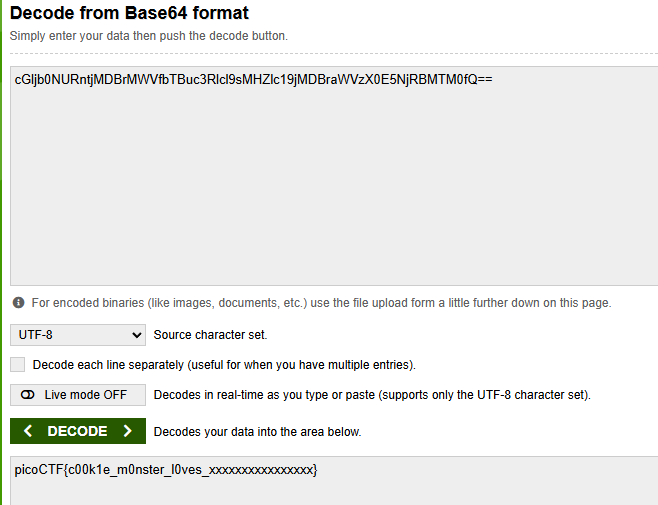 Decode from Base64 format
Simply enter your data then push the decode button.
cGljb0NURntjMDBrMWVfbTBuc3Rlcl9sMHZlc19jMDBraWVzX0E5NjRBMTM0fQ==
For encoded binaries (like images, documents, etc.) use the file upload form a little further down on this page.
UTF-8 Source character set.
Decode each line separately (useful for when you have multiple entries).
Live mode OFF Decodes in real-time as you type or paste (supports only the UTF-8 character set).
< DECODE > Decodes your data into the area below.
picoCTF{c00k1e_m0nster_l0ves_xxxxxxxxxxxxxxxx}